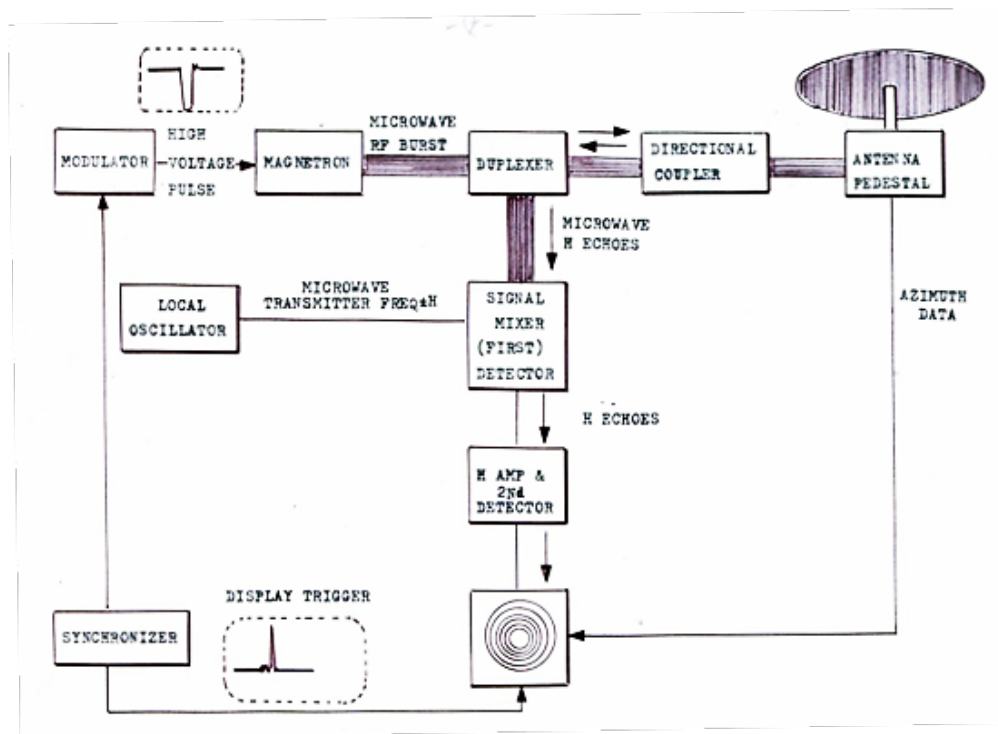 HIGH
MODULATOR
VOLTAGE
PULSE
MAGNETRON
MICROWAVE
RF BURST
DUPLEXER
DIRECTIONAL
COUPLER
ANTENNA
PEDESTAL
MICROWAVE
H ECHOES
LOCAL
OSCILLATOR
MICROWAVE
TRANSMITTER FREQ±H
SIGNAL
MIXER
(FIRST)
DETECTOR
AZIMUTH
DATA
H ECHOES
H AMP &
2Nd
DETECTOR
DISPLAY TRIGGER
SYNCHRONIZER